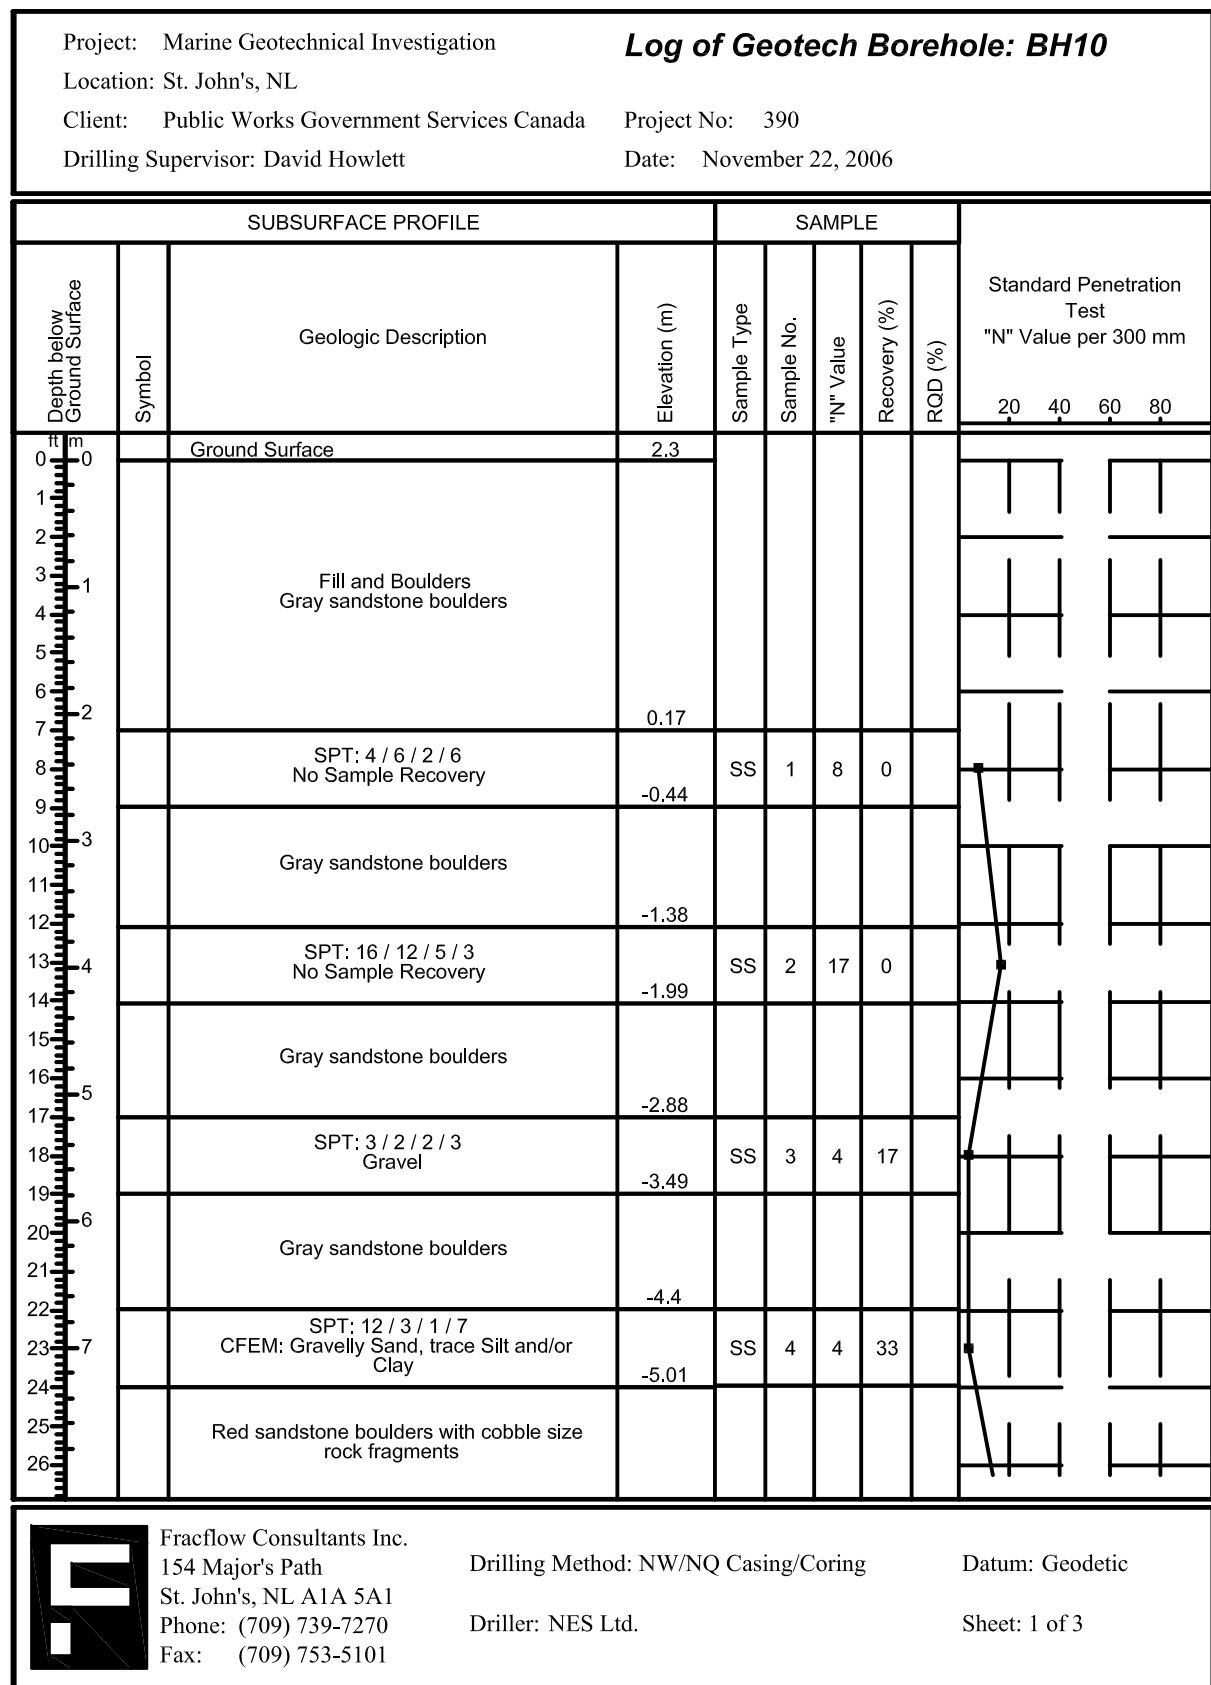 Project: Marine Geotechnical Investigation
Log of Geotech Borehole: BH10
Location: St. John's, NL
Client: Public Works Government Services Canada
Project No: 390
Drilling Supervisor: David Howlett
Date: November 22, 2006
SUBSURFACE PROFILE
SAMPLE
Depth below
Ground Surface
Symbol
Geologic Description
Elevation (m)
Sample Type
Sample No.
"N" Value
Recovery (%)
RQD (%)
Standard Penetration
Test
"N" Value per 300 mm
20 40 60 80
ft m
0 0
Ground Surface 2.3
1
2
3
1
4
5
6
2
7
Fill and Boulders
Gray sandstone boulders
0.17
8
SPT: 4 / 6 / 2 / 6
No Sample Recovery
-0.44
SS 1 8 0
9
3
10
11
12
Gray sandstone boulders
-1.38
13
4
SPT: 16 / 12 / 5 / 3
No Sample Recovery
-1.99
SS 2 17 0
14
15
16
5
17
Gray sandstone boulders
-2.88
18
SPT: 3 / 2 / 2 / 3
Gravel
-3.49
SS 3 4 17
19
6
20
21
22
Gray sandstone boulders
-4.4
23
7
SPT: 12 / 3 / 1 / 7
CFEM: Gravelly Sand, trace Silt and/or
Clay
-5.01
SS 4 4 33
24
25
26
Red sandstone boulders with cobble size
rock fragments
Fracflow Consultants Inc.
154 Major's Path
St. John's, NL A1A 5A1
Phone: (709) 739-7270
Fax: (709) 753-5101
Drilling Method: NW/NQ Casing/Coring
Driller: NES Ltd.
Datum: Geodetic
Sheet: 1 of 3